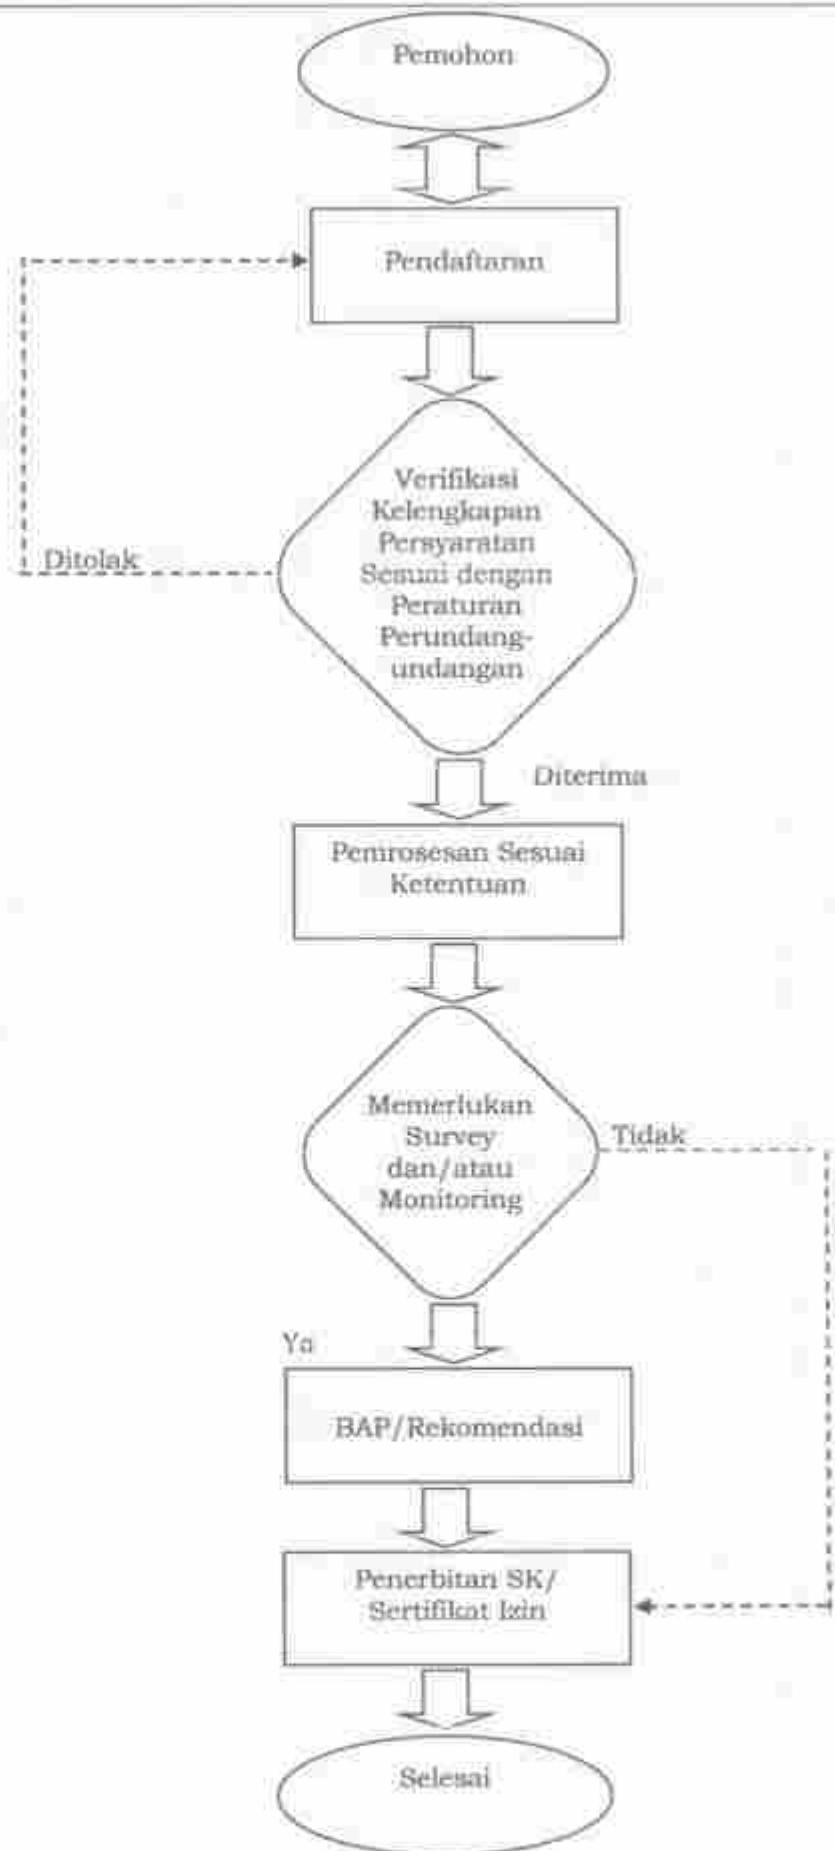 Pemohon
Pendaftaran
Verifikasi
Kelengkapan
Persyaratan
Sesuai dengan
Peraturan
Perundang-
undangan
Ditolak
Diterima
Pemrosesan Sesuai
Ketentuan
Memerlukan
Survey
dan/atau
Monitoring
Tidak
Ya
BAP/Rekomendasi
Penerbitan SK/
Sertifikat Izin
Selesai